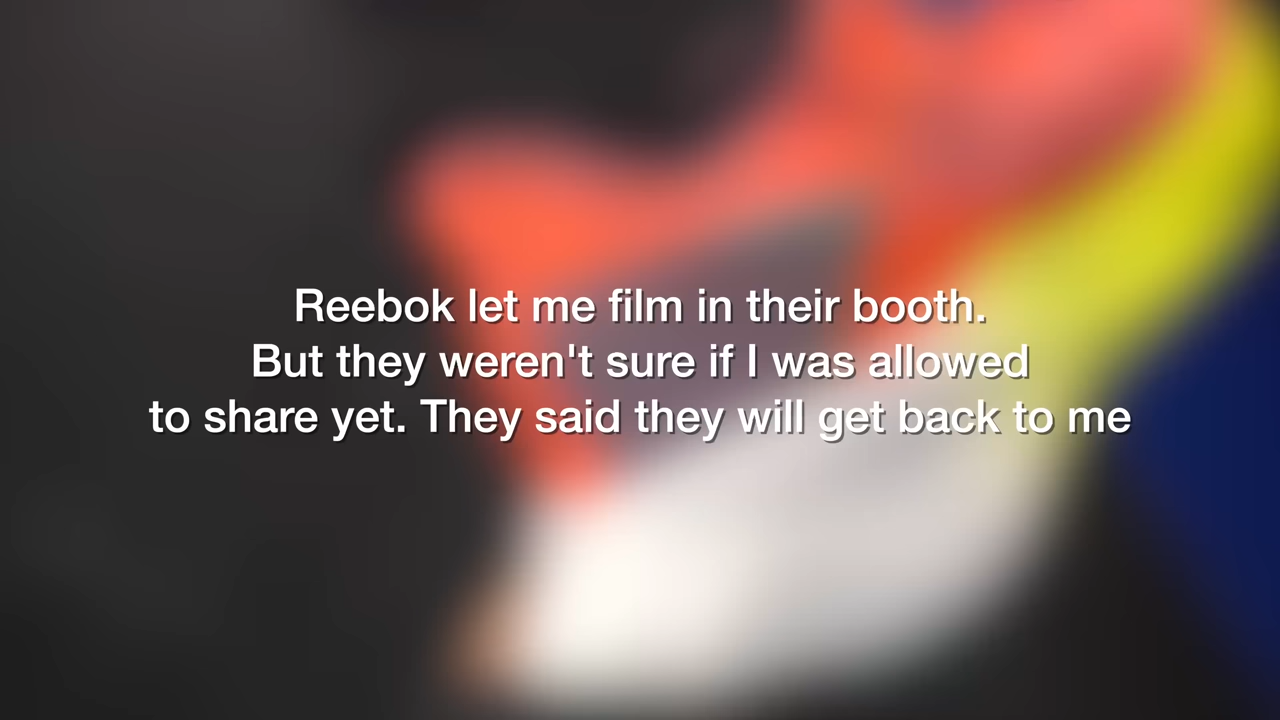 Reebok let me film in their booth.
But they weren't sure if I was allowed
to share yet. They said they will get back to me